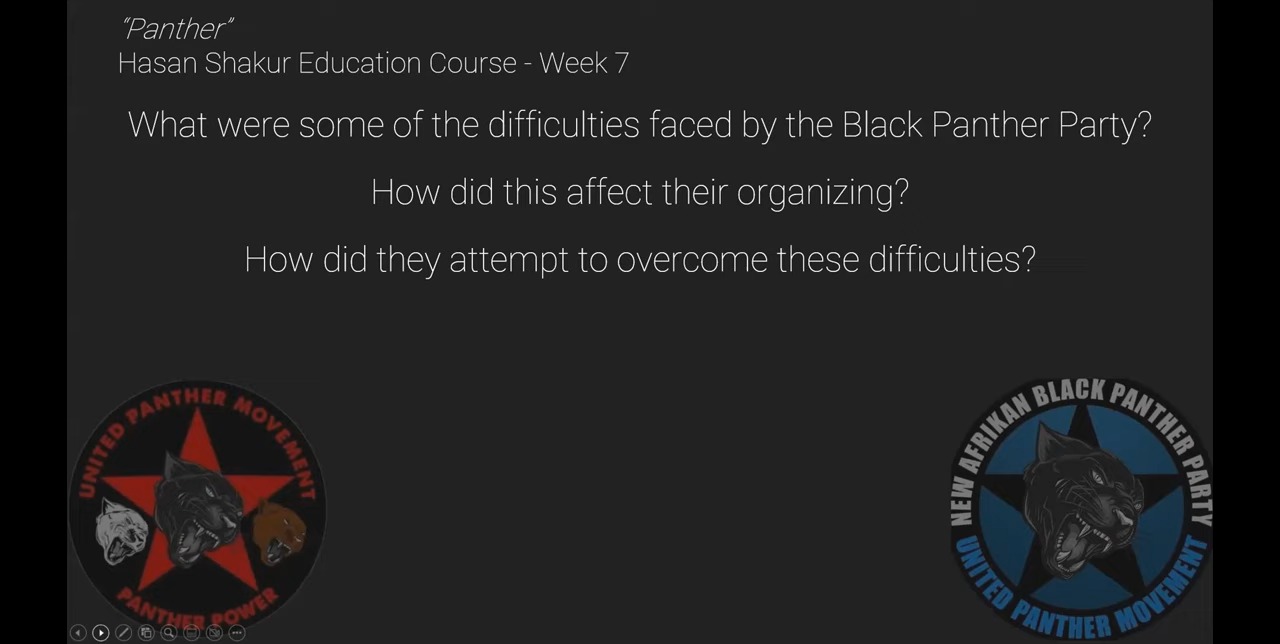 "Panther"
Hasan Shakur Education Course - Week 7
What were some of the difficulties faced by the Black Panther Party?
How did this affect their organizing?
How did they attempt to overcome these difficulties?
UNITED PANTHER MOVEMENT
PANTHER POWER
NEW AFRIKAN BLACK PANTHER PARTY
UNITED PANTHER MOVEMENT